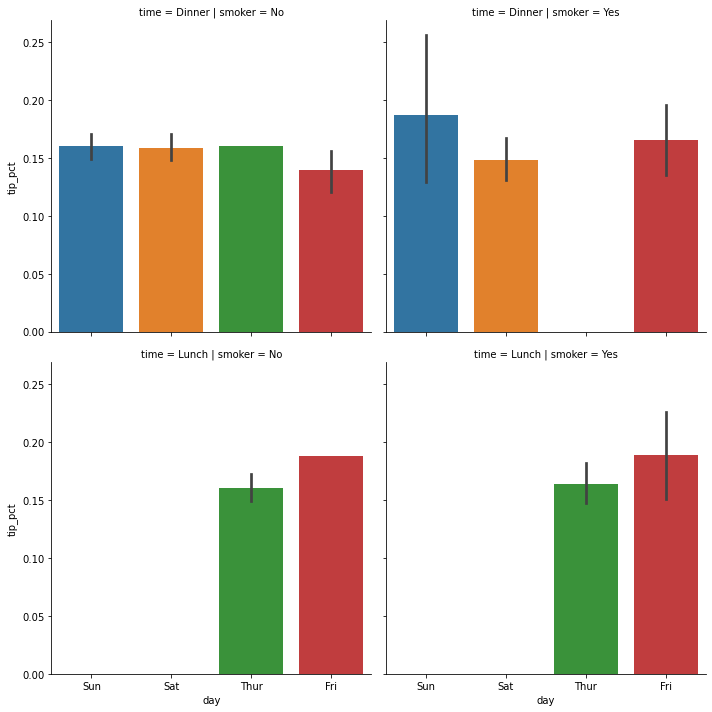 time = Dinner | smoker = No
time = Dinner | smoker = Yes
0.25
0.20
0.15
0.10
0.05
0.00
tip_pct
time = Lunch | smoker = No
time = Lunch | smoker = Yes
0.25
0.20
0.15
0.10
0.05
0.00
tip_pct
Sun Sat Thur Fri
day
Sun Sat Thur Fri
day